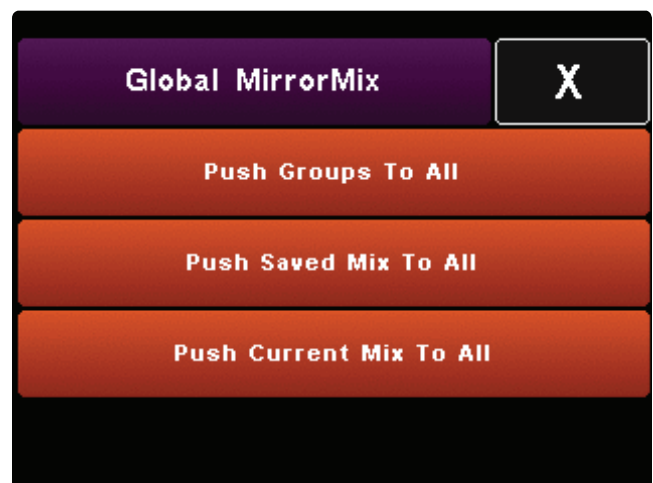 Global MirrorMix X
Push Groups To All
Push Saved Mix To All
Push Current Mix To All